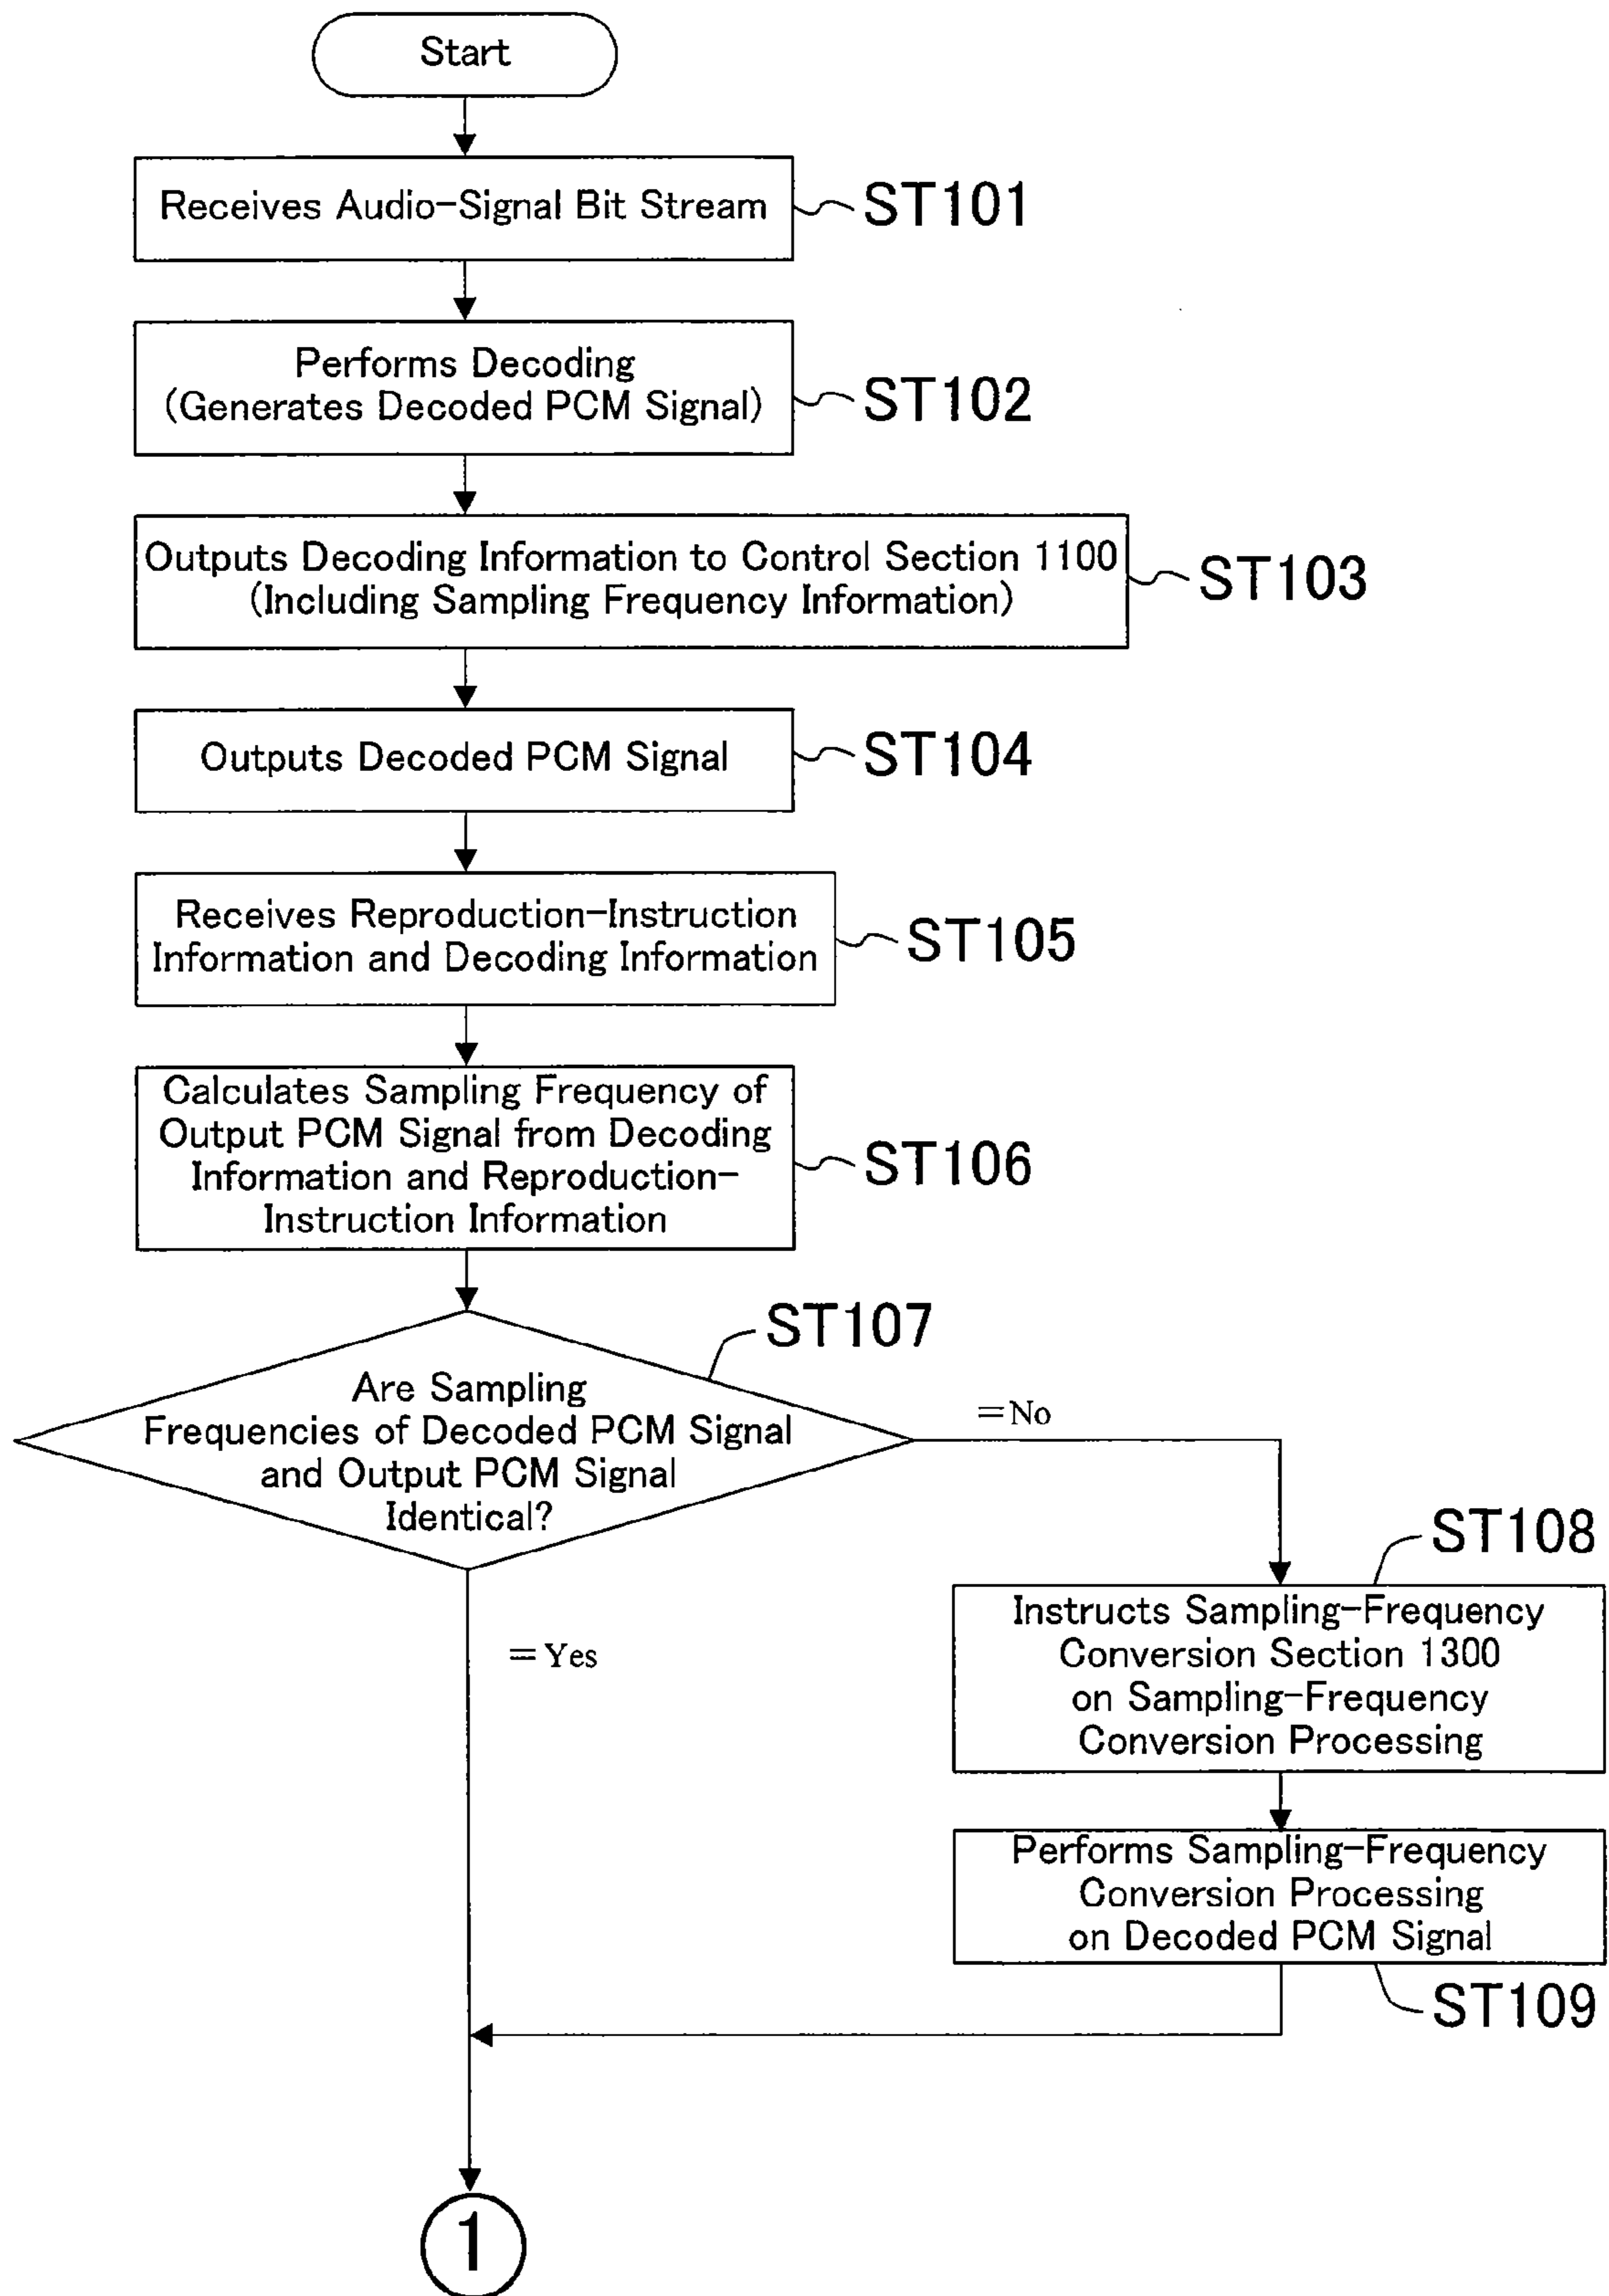 Start
Receives Audio-Signal Bit Stream
ST101
Performs Decoding
(Generates Decoded PCM Signal)
ST102
Outputs Decoding Information to Control Section 1100
(Including Sampling Frequency Information)
ST103
Outputs Decoded PCM Signal
ST104
Receives Reproduction-Instruction
Information and Decoding Information
ST105
Calculates Sampling Frequency of
Output PCM Signal from Decoding
Information and Reproduction-
Instruction Information
ST106
ST107
Are Sampling
Frequencies of Decoded PCM Signal
and Output PCM Signal
Identical?
=No
=Yes
ST108
Instructs Sampling-Frequency
Conversion Section 1300
on Sampling-Frequency
Conversion Processing
Performs Sampling-Frequency
Conversion Processing
on Decoded PCM Signal
ST109
1